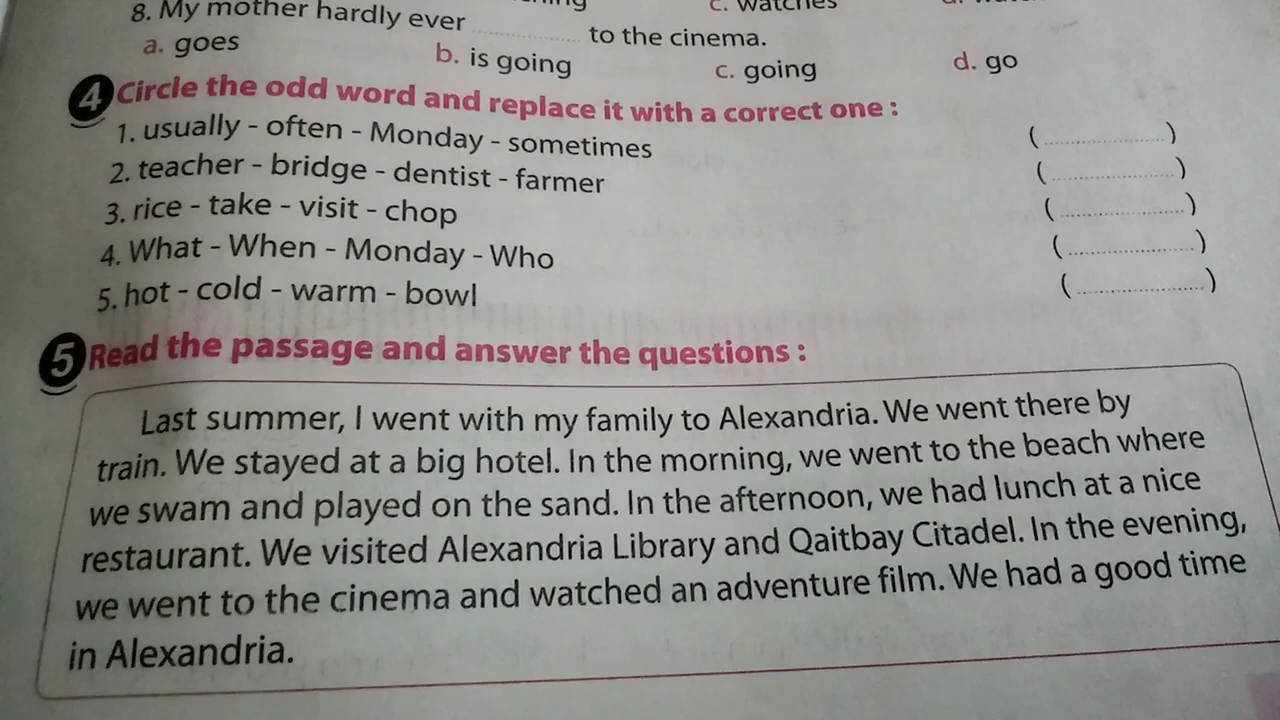 c. watches
8. My mother hardly ever .................... to the cinema.
a. goes b. is going c. going d. go
4 Circle the odd word and replace it with a correct one :
1. usually - often - Monday - sometimes (........................)
2. teacher - bridge - dentist - farmer (........................)
3. rice - take - visit - chop (........................)
4. What - When - Monday - Who (........................)
5. hot - cold - warm - bowl (........................)
5 Read the passage and answer the questions :
Last summer, I went with my family to Alexandria. We went there by
train. We stayed at a big hotel. In the morning, we went to the beach where
we swam and played on the sand. In the afternoon, we had lunch at a nice
restaurant. We visited Alexandria Library and Qaitbay Citadel. In the evening,
we went to the cinema and watched an adventure film. We had a good time
in Alexandria.